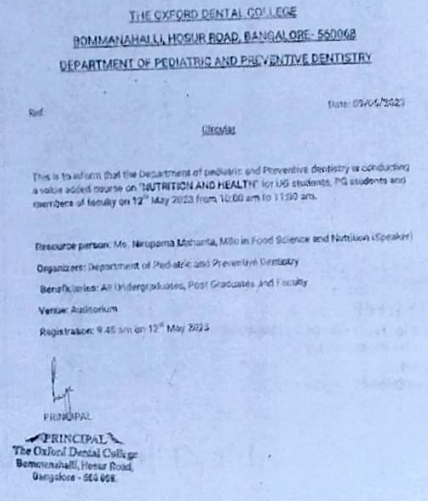 THE OXFORD DENTAL COLLEGE
BOMMANAHALLI, HOSUR ROAD, BANGALORE- 560068
DEPARTMENT OF PEDIATRIC AND PREVENTIVE DENTISTRY
Date: 09/05/2023
Ref
Circular
This is to inform that the Department of pediatric and Preventive dentistry is conducting
a value added course on "NUTRITION AND HEALTH" for UG students, PG students and
members of faculty on 12th May 2023 from 10:00 am to 11:00 am.
Resource person: Ms. Nirupama Mohanta, MSc in Food Science and Nutrition (Speaker)
Organizers: Department of Pediatric and Preventive Dentistry
Beneficiaries: All Undergraduates, Post Graduates and Faculty
Venue: Auditorium
Registration: 9.45 am on 12th May 2023
PRINCIPAL
PRINCIPAL
The Oxford Dental College
Bommanahalli, Hosur Road,
Bangalore - 560 068.